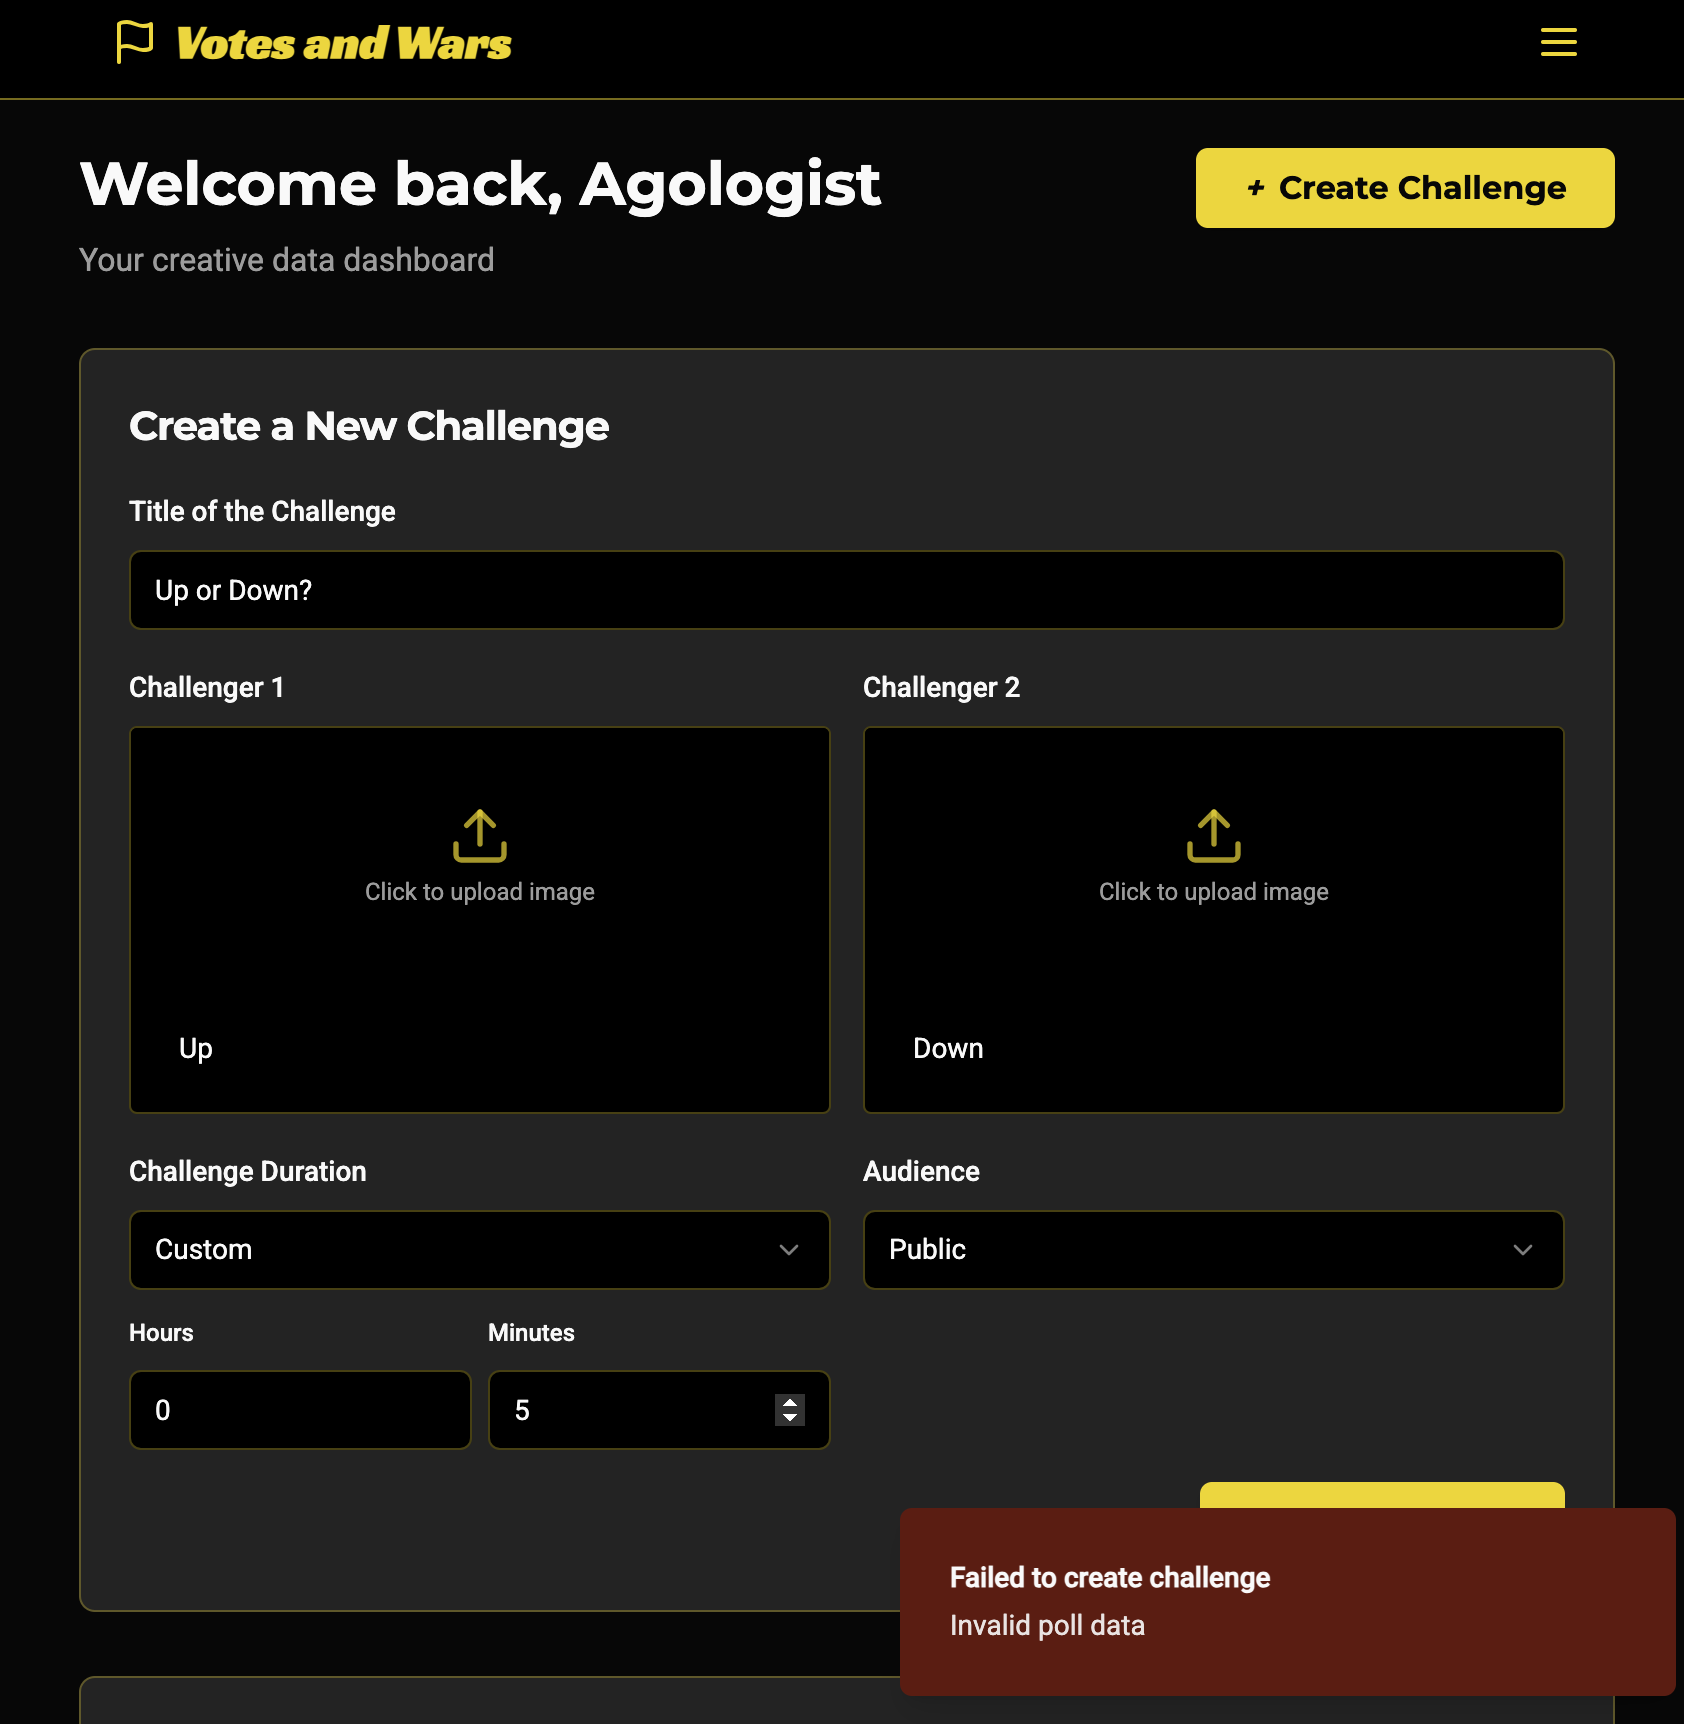 Votes and Wars
Welcome back, Agologist
+ Create Challenge
Your creative data dashboard
Create a New Challenge
Title of the Challenge
Up or Down?
Challenger 1
Challenger 2
Click to upload image
Click to upload image
Up
Down
Challenge Duration
Audience
Custom
Public
Hours
Minutes
0
5
Failed to create challenge
Invalid poll data